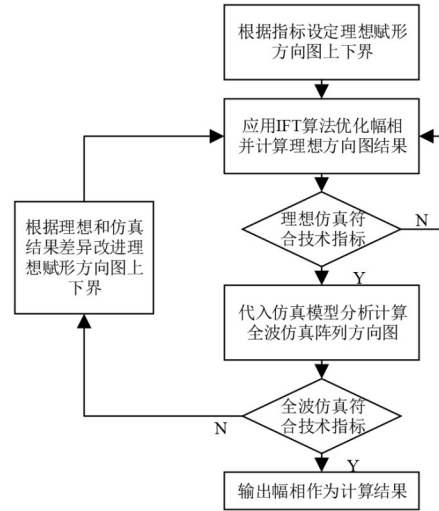 根据指标设定理想赋形
方向图上下界
应用IFT算法优化幅相
并计算理想方向图结果
理想仿真符
合技术指标
N
Y
根据理想和仿真
结果差异改进理
想赋形方向图上
下界
代入仿真模型分析计算
全波仿真阵列方向图
全波仿真符
合技术指标
N
Y
输出幅相作为计算结果